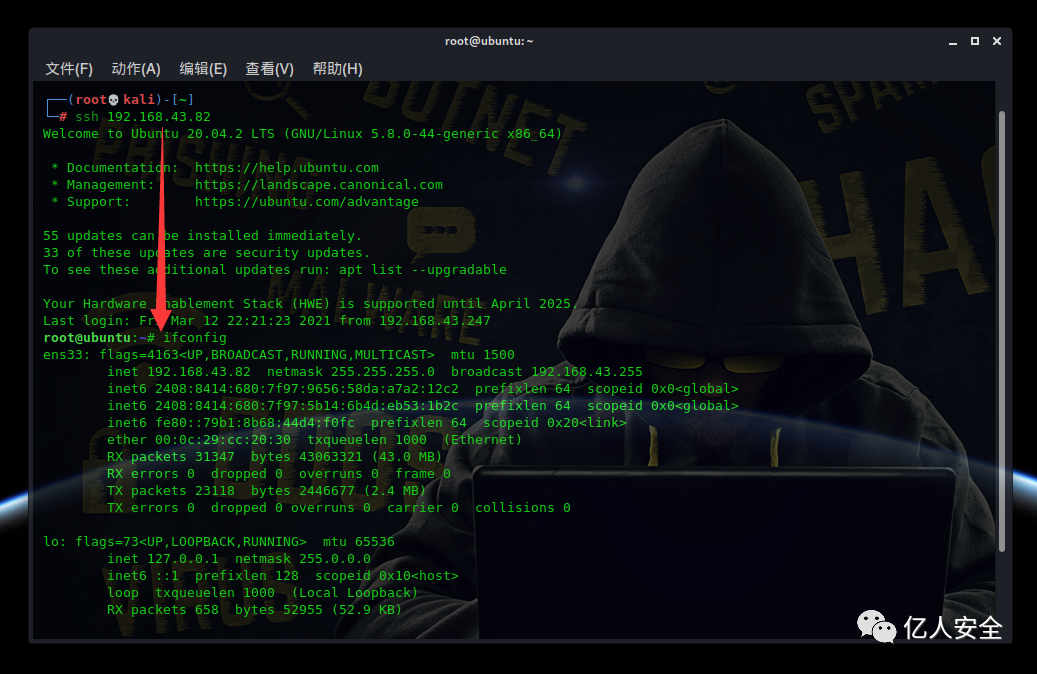 root@ubuntu: ~
文件(F) 动作(A) 编辑(E) 查看(V) 帮助(H)
┌──(root💀kali)-[~]
└─# ssh 192.168.43.82
Welcome to Ubuntu 20.04.2 LTS (GNU/Linux 5.8.0-44-generic x86_64)
* Documentation: https://help.ubuntu.com
* Management: https://landscape.canonical.com
* Support: https://ubuntu.com/advantage
55 updates can be installed immediately.
33 of these updates are security updates.
To see these additional updates run: apt list --upgradable
Your Hardware Enablement Stack (HWE) is supported until April 2025.
Last login: Fri Mar 12 22:21:23 2021 from 192.168.43.247
root@ubuntu:~# ifconfig
ens33: flags=4163<UP,BROADCAST,RUNNING,MULTICAST> mtu 1500
inet 192.168.43.82 netmask 255.255.255.0 broadcast 192.168.43.255
inet6 2408:8414:680:7f97:9656:58da:a7a2:12c2 prefixlen 64 scopeid 0x0<global>
inet6 2408:8414:680:7f97:5b14:6b4d:eb53:1b2c prefixlen 64 scopeid 0x0<global>
inet6 fe80::79b1:8b68:44d4:f0fc prefixlen 64 scopeid 0x20<link>
ether 00:0c:29:cc:20:30 txqueuelen 1000 (Ethernet)
RX packets 31347 bytes 43063321 (43.0 MB)
RX errors 0 dropped 0 overruns 0 frame 0
TX packets 23118 bytes 2446677 (2.4 MB)
TX errors 0 dropped 0 overruns 0 carrier 0 collisions 0
lo: flags=73<UP,LOOPBACK,RUNNING> mtu 65536
inet 127.0.0.1 netmask 255.0.0.0
inet6 ::1 prefixlen 128 scopeid 0x10<host>
loop txqueuelen 1000 (Local Loopback)
RX packets 658 bytes 52955 (52.9 KB)
BOTNET
SPAM
PHISHING
MALWARE
VIRUS
亿人安全